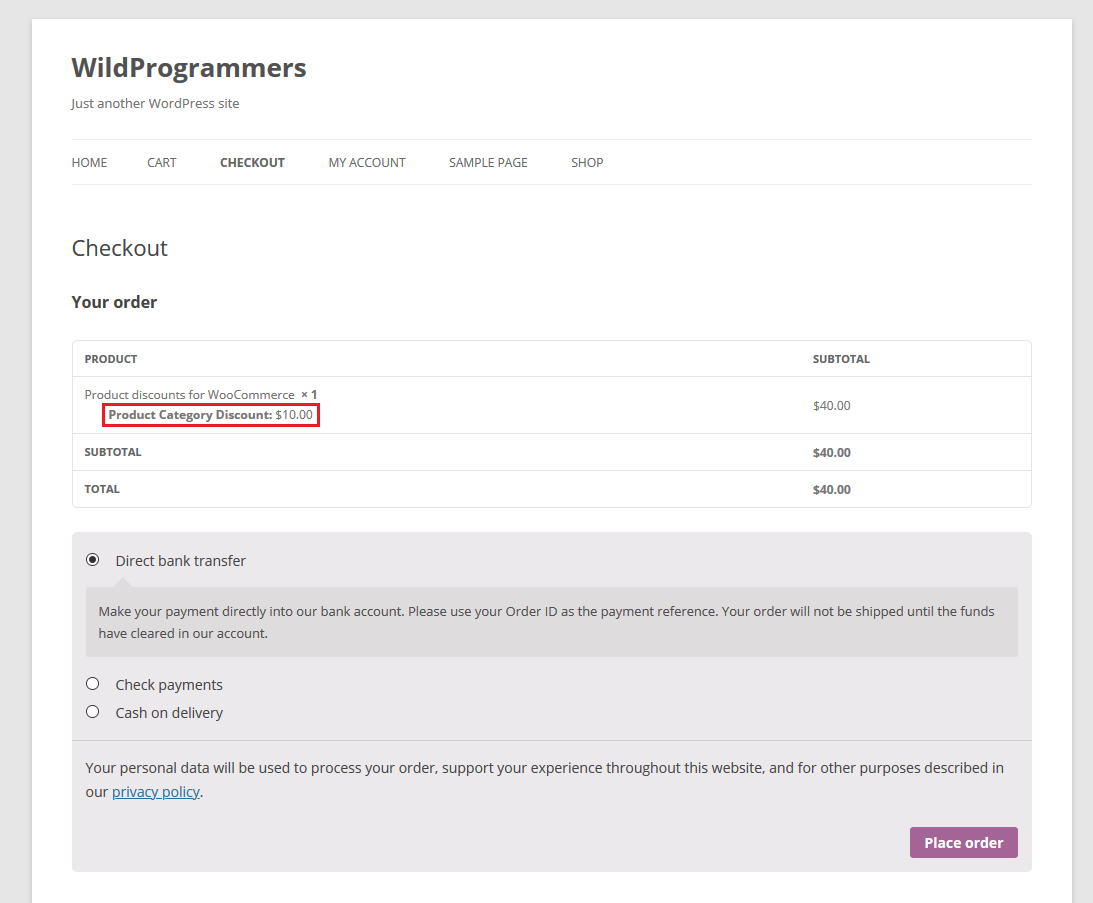 WildProgrammers
Just another WordPress site
HOME CART CHECKOUT MY ACCOUNT SAMPLE PAGE SHOP
Checkout
Your order
PRODUCT SUBTOTAL
Product discounts for WooCommerce × 1
Product Category Discount: $10.00
$40.00
SUBTOTAL $40.00
TOTAL $40.00
Direct bank transfer
Make your payment directly into our bank account. Please use your Order ID as the payment reference. Your order will not be shipped until the funds
have cleared in our account.
Check payments
Cash on delivery
Your personal data will be used to process your order, support your experience throughout this website, and for other purposes described in
our privacy policy.
Place order